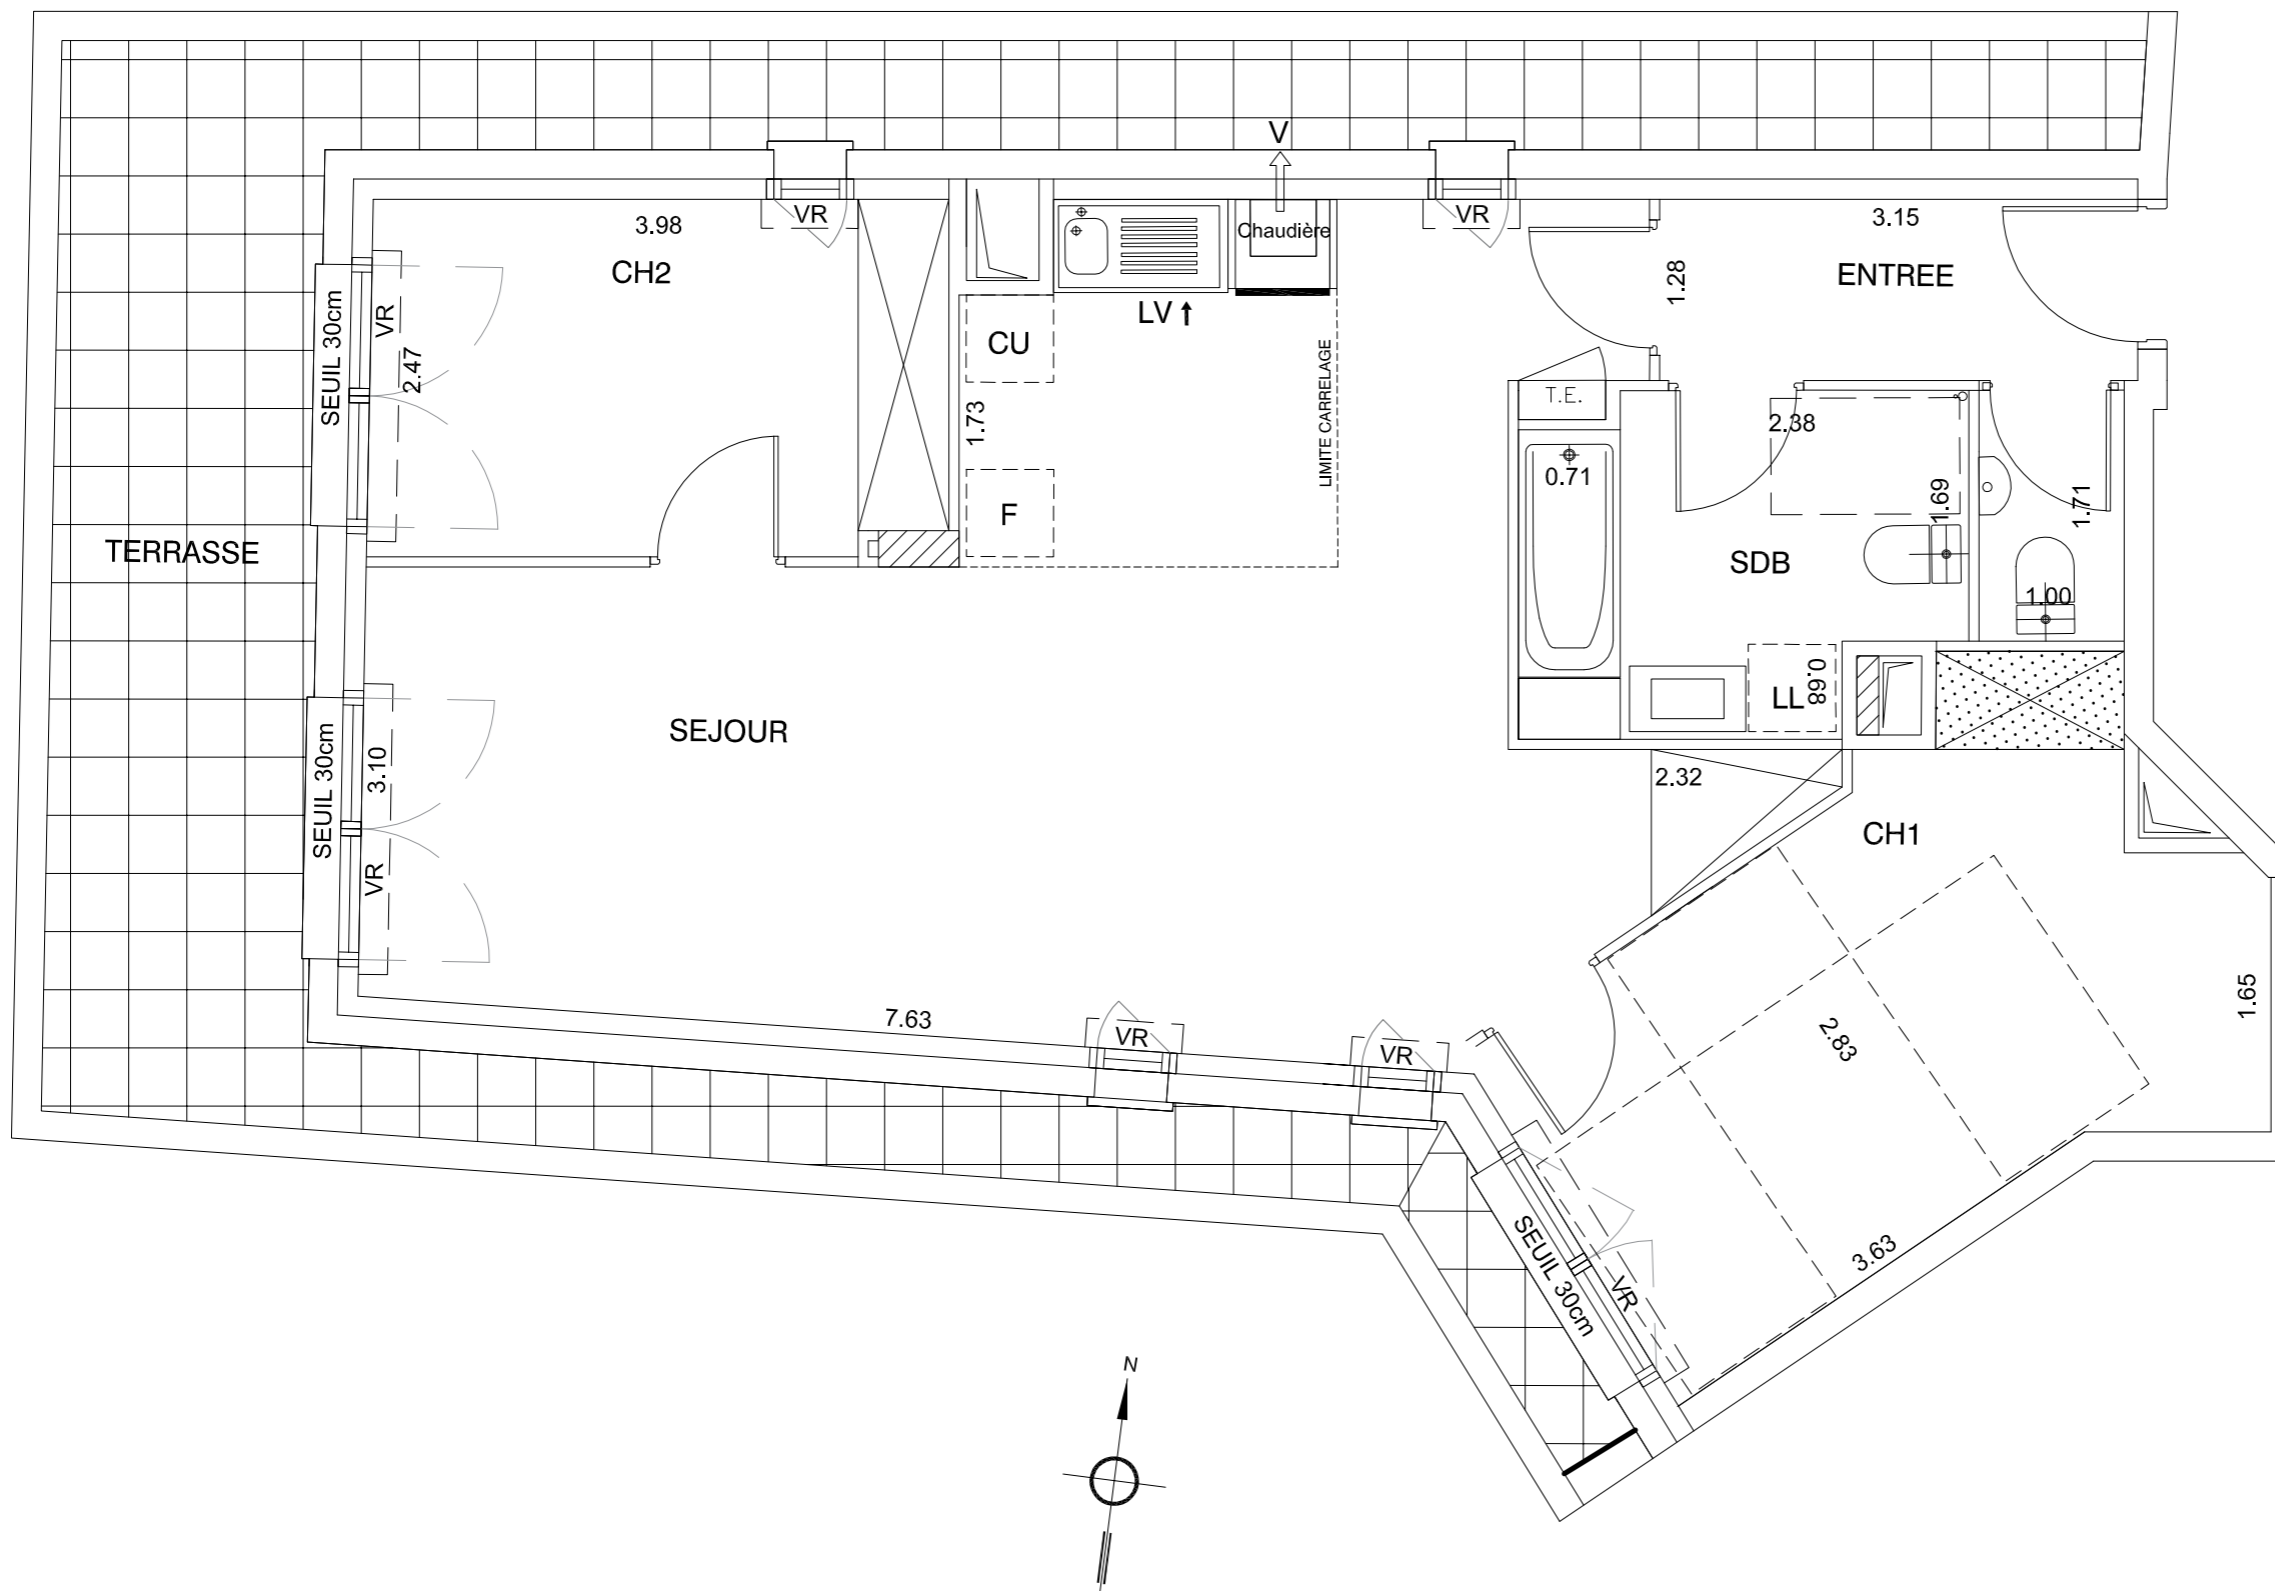 V
VR
VR
Chaudière
3.98
3.15
CH2
1.28
ENTREE
SEUIL 30cm
VR
2.47
LV
CU
LIMITE CARRELAGE
T.E.
1.73
2.38
0.71
F
1.69
1.71
TERRASSE
SDB
1.00
LL
0.68
SEJOUR
SEUIL 30cm
3.10
VR
2.32
CH1
1.65
7.63
VR
VR
2.83
SEUIL 30cm
VR
3.63
N